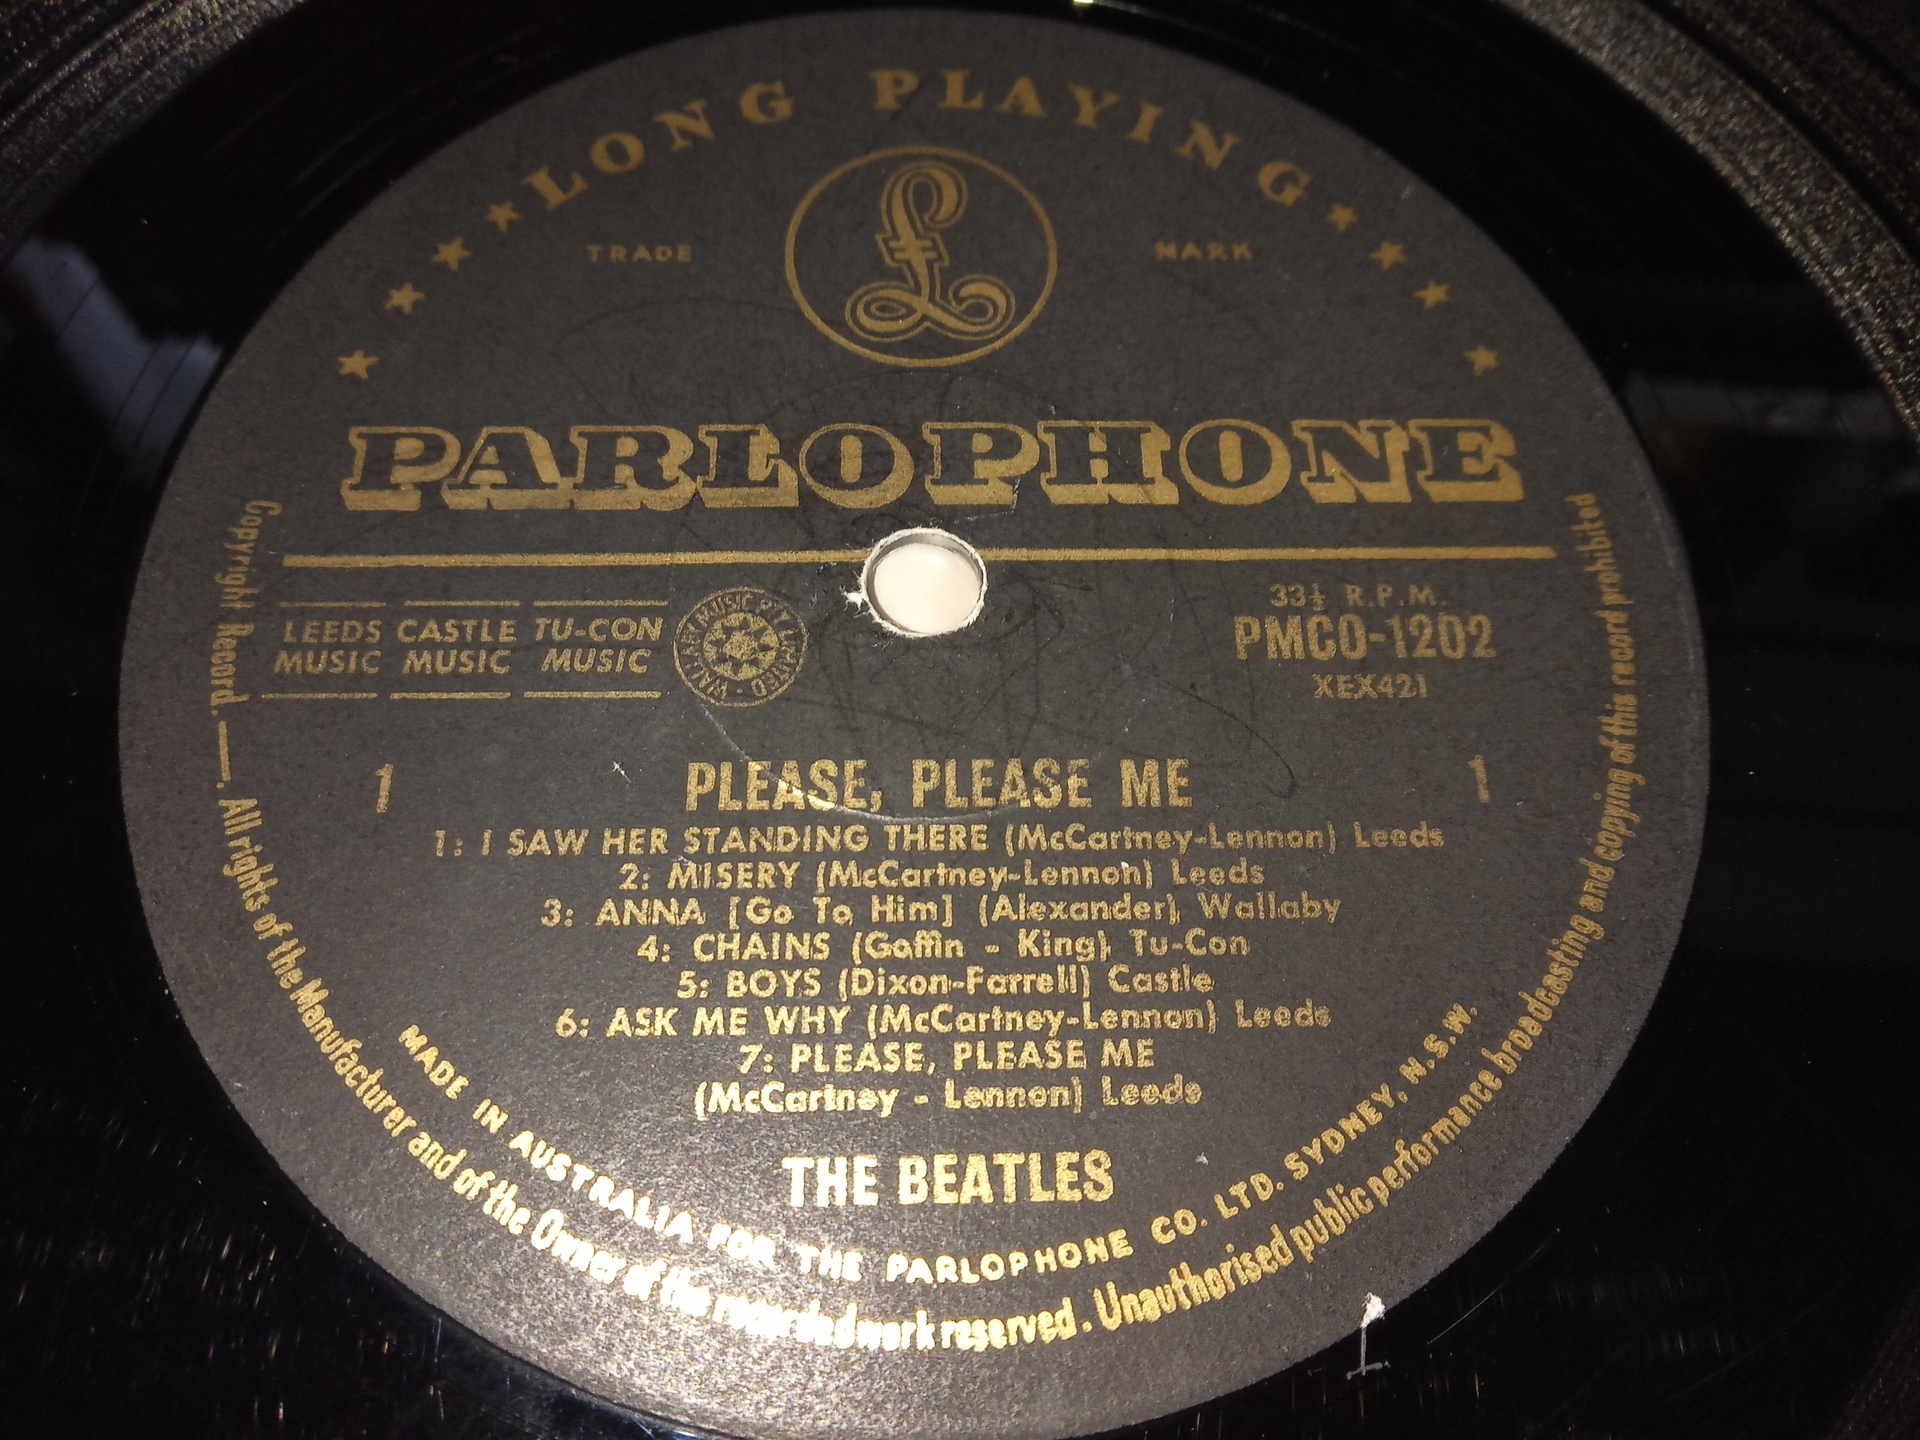 LONG PLAYING
TRADE MARK
£
PARLOPHONE
LEEDS MUSIC
CASTLE MUSIC
TU-CON MUSIC
WALLABY MUSIC PTY. LIMITED
33⅓ R.P.M.
PMCO-1202
XEX421
1 PLEASE, PLEASE ME 1
1: I SAW HER STANDING THERE (McCartney-Lennon) Leeds
2: MISERY (McCartney-Lennon) Leeds
3: ANNA [Go To Him] (Alexander) Wallaby
4: CHAINS (Gaffin - King) Tu-Con
5: BOYS (Dixon-Farrell) Castle
6: ASK ME WHY (McCartney-Lennon) Leeds
7: PLEASE, PLEASE ME
(McCartney - Lennon) Leeds
THE BEATLES
MADE IN AUSTRALIA FOR THE PARLOPHONE CO. LTD. SYDNEY, N.S.W.
Copyright Record. —. All rights of the Manufacturer and of the Owner of the recorded work reserved. Unauthorised public performance broadcasting and copying of this record prohibited